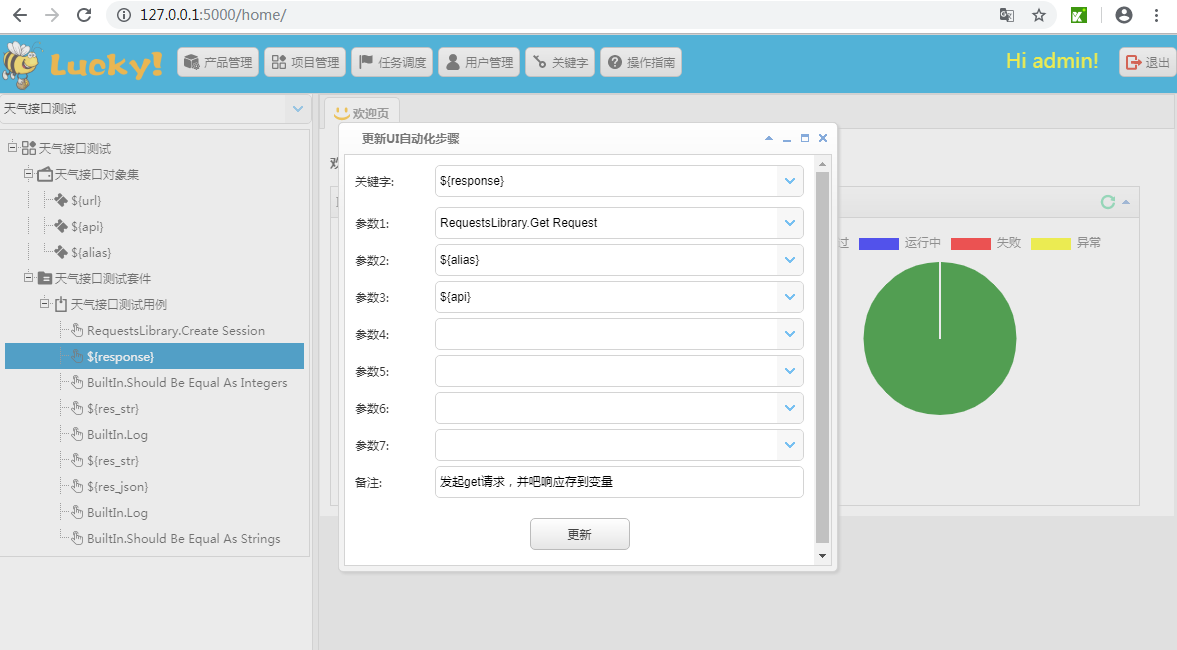 127.0.0.1:5000/home/
Lucky!
产品管理
项目管理
任务调度
用户管理
关键字
操作指南
Hi admin!
退出
天气接口测试
欢迎页
天气接口测试
天气接口对象集
${url}
${api}
${alias}
天气接口测试套件
天气接口测试用例
RequestsLibrary.Create Session
${response}
BuiltIn.Should Be Equal As Integers
${res_str}
BuiltIn.Log
${res_str}
${res_json}
BuiltIn.Log
BuiltIn.Should Be Equal As Strings
更新UI自动化步骤
关键字:
${response}
参数1:
RequestsLibrary.Get Request
参数2:
${alias}
参数3:
${api}
参数4:
参数5:
参数6:
参数7:
备注:
发起get请求，并吧响应存到变量
更新
过
运行中
失败
异常